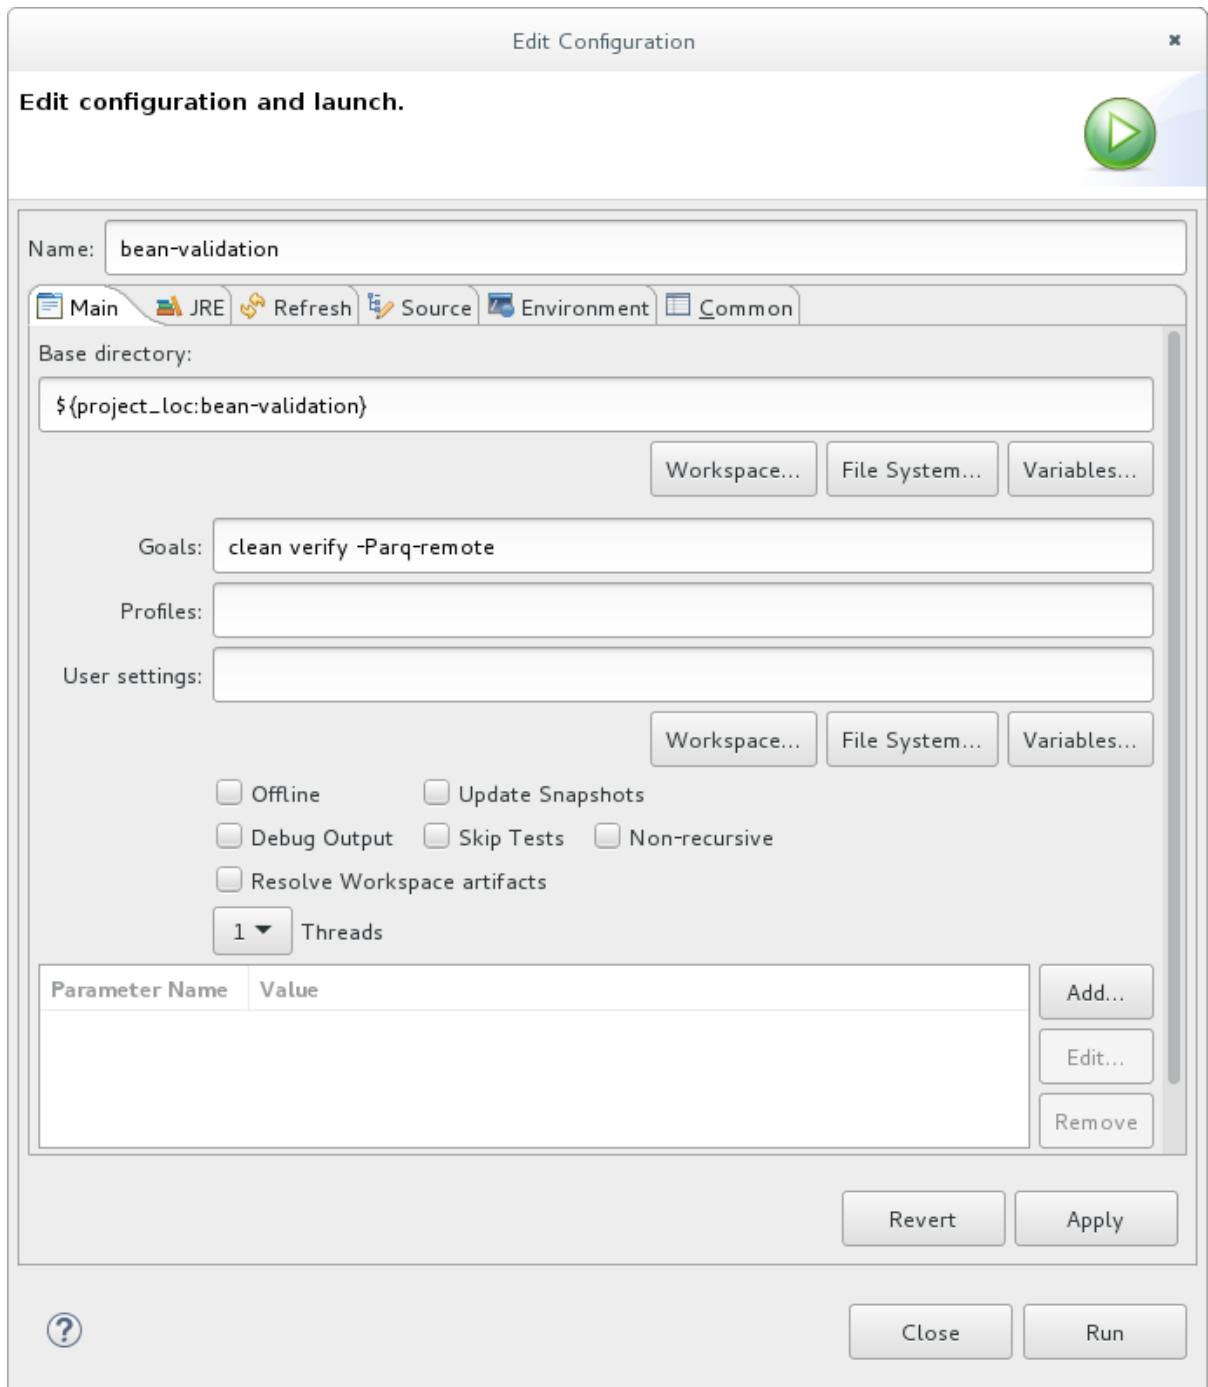 Edit Configuration
Edit configuration and launch.
Name: bean-validation
Main JRE Refresh Source Environment Common
Base directory:
${project_loc:bean-validation}
Workspace... File System... Variables...
Goals: clean verify -Parq-remote
Profiles:
User settings:
Workspace... File System... Variables...
Offline Update Snapshots
Debug Output Skip Tests Non-recursive
Resolve Workspace artifacts
1 Threads
Parameter Name Value
Add...
Edit...
Remove
Revert Apply
Close Run